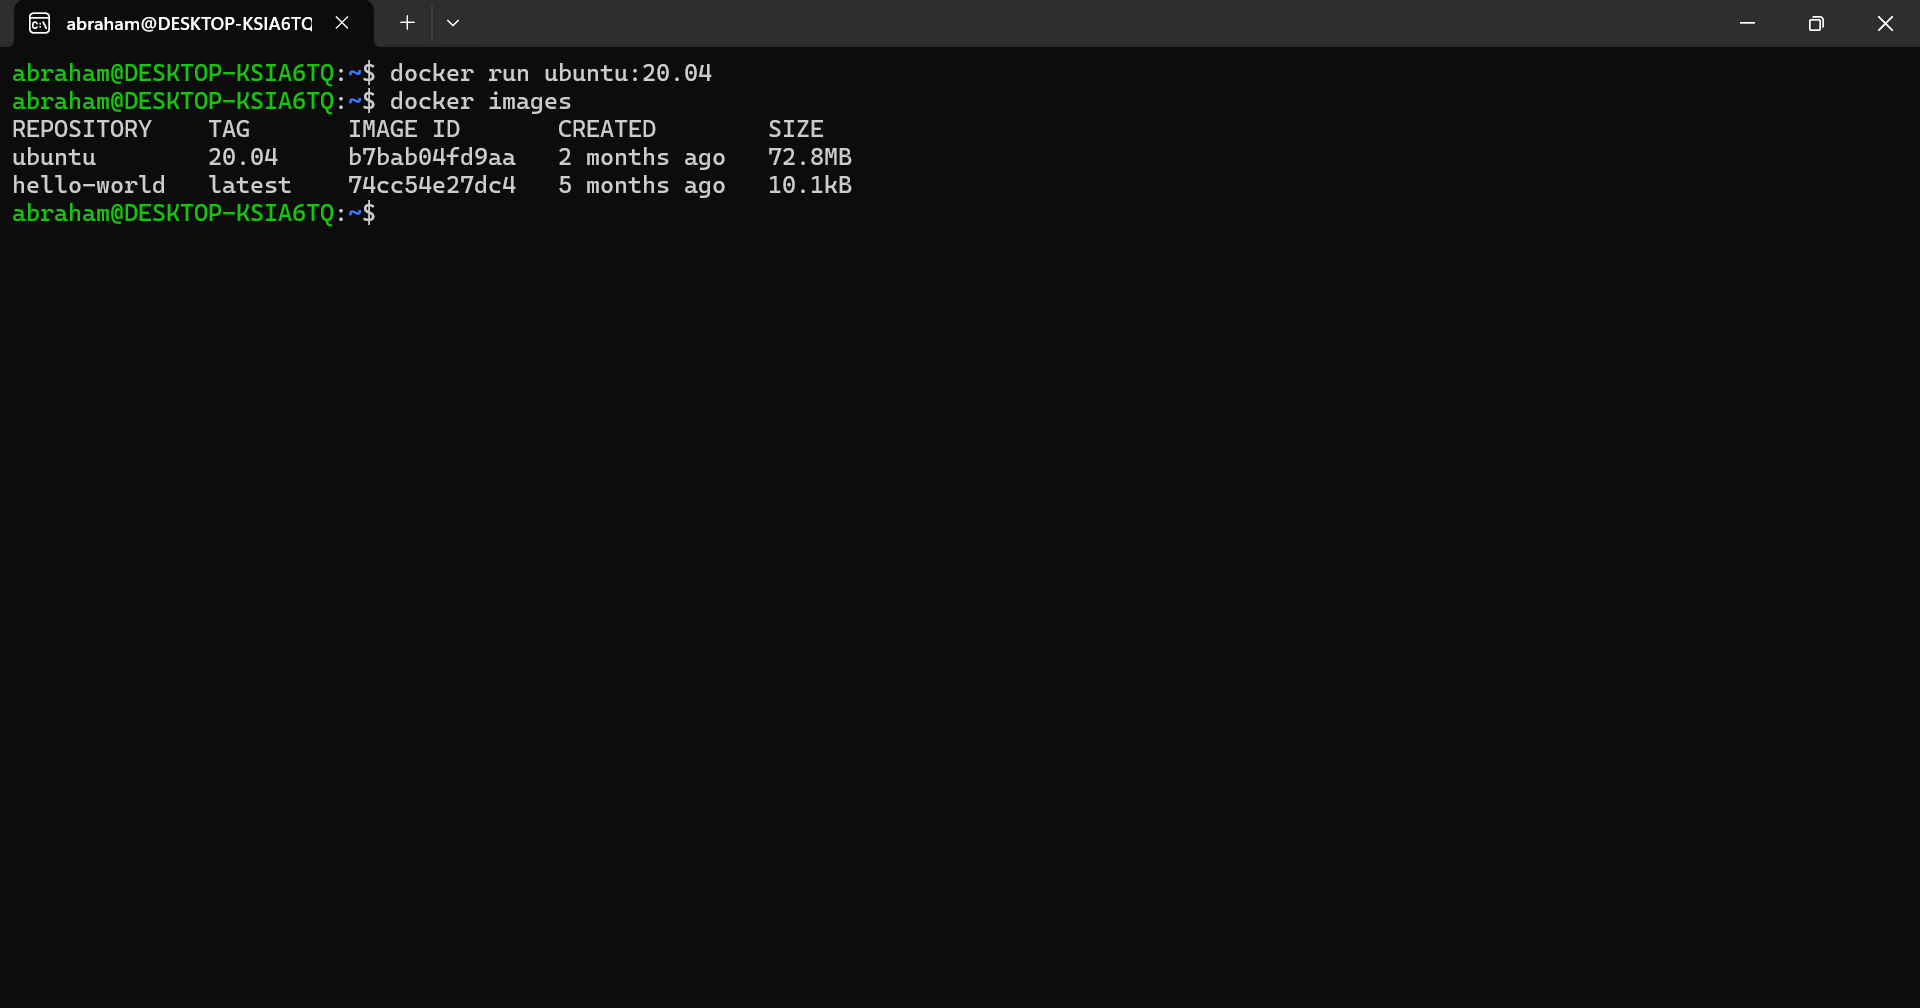 abraham@DESKTOP-KSIA6TQ
abraham@DESKTOP-KSIA6TQ:~$ docker run ubuntu:20.04
abraham@DESKTOP-KSIA6TQ:~$ docker images
REPOSITORY    TAG       IMAGE ID       CREATED        SIZE
ubuntu        20.04     b7bab04fd9aa   2 months ago   72.8MB
hello-world   latest    74cc54e27dc4   5 months ago   10.1kB
abraham@DESKTOP-KSIA6TQ:~$